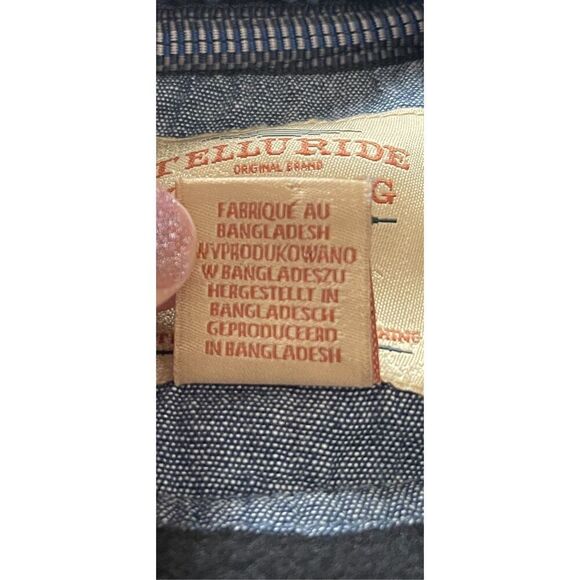 TELLURIDE
ORIGINAL BRAND
G
FABRIQUÉ AU
BANGLADESH
WYPRODUKOWANO
W BANGLADESZU
HERGESTELLT IN
BANGLADESCH
GEPRODUCEERD
IN BANGLADESH